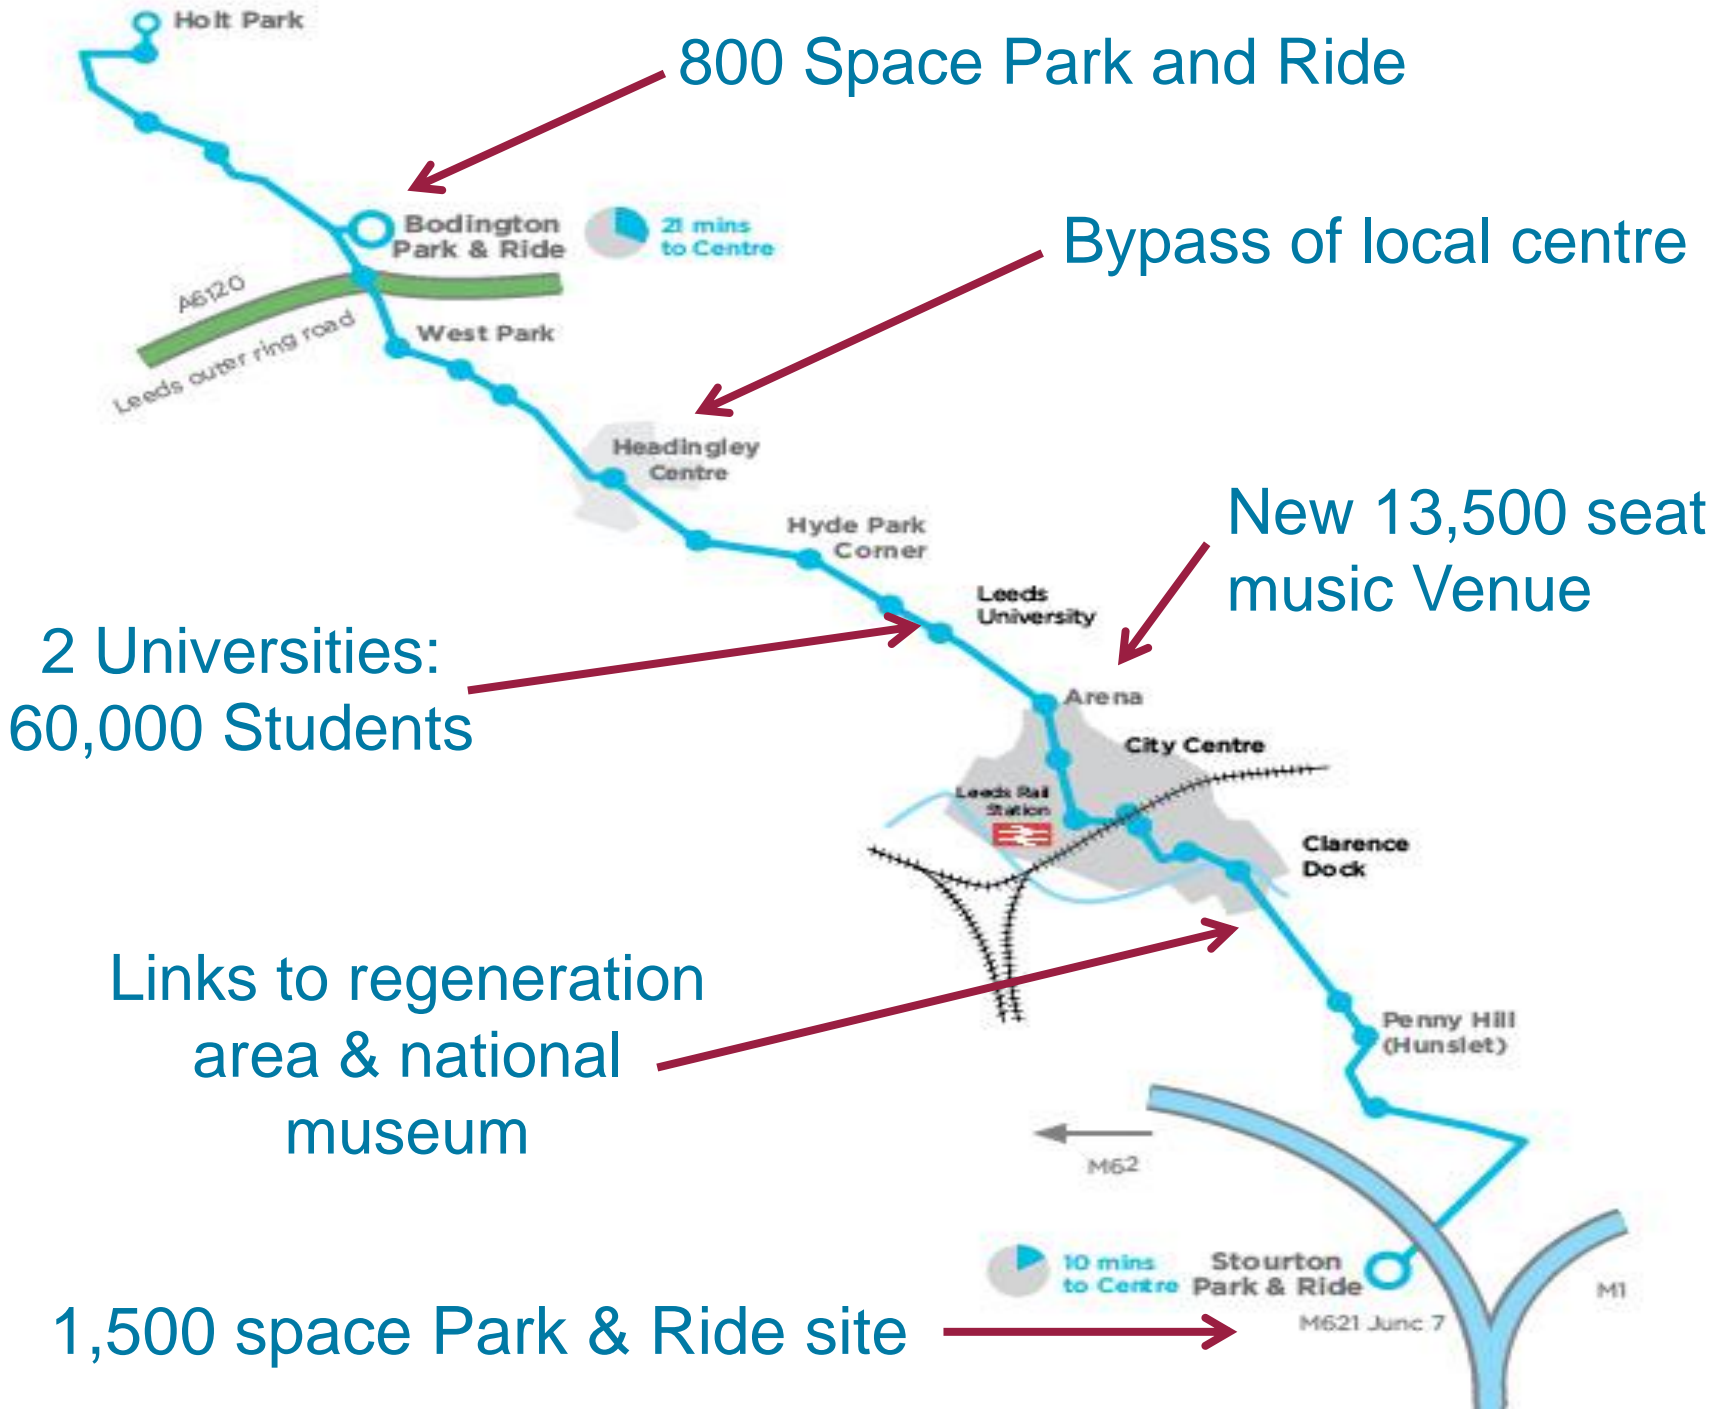 Holt Park
800 Space Park and Ride
Bodington
Park & Ride
21 mins
to Centre
Bypass of local centre
A6120
Leeds outer ring road
West Park
Headingley
Centre
Hyde Park
Corner
New 13,500 seat
music Venue
Leeds
University
2 Universities:
60,000 Students
Arena
City Centre
Leeds Rail
Station
Clarence
Dock
Links to regeneration
area & national
museum
Penny Hill
(Hunslet)
M62
10 mins
to Centre
Stourton
Park & Ride
M1
M621 Junc 7
1,500 space Park & Ride site